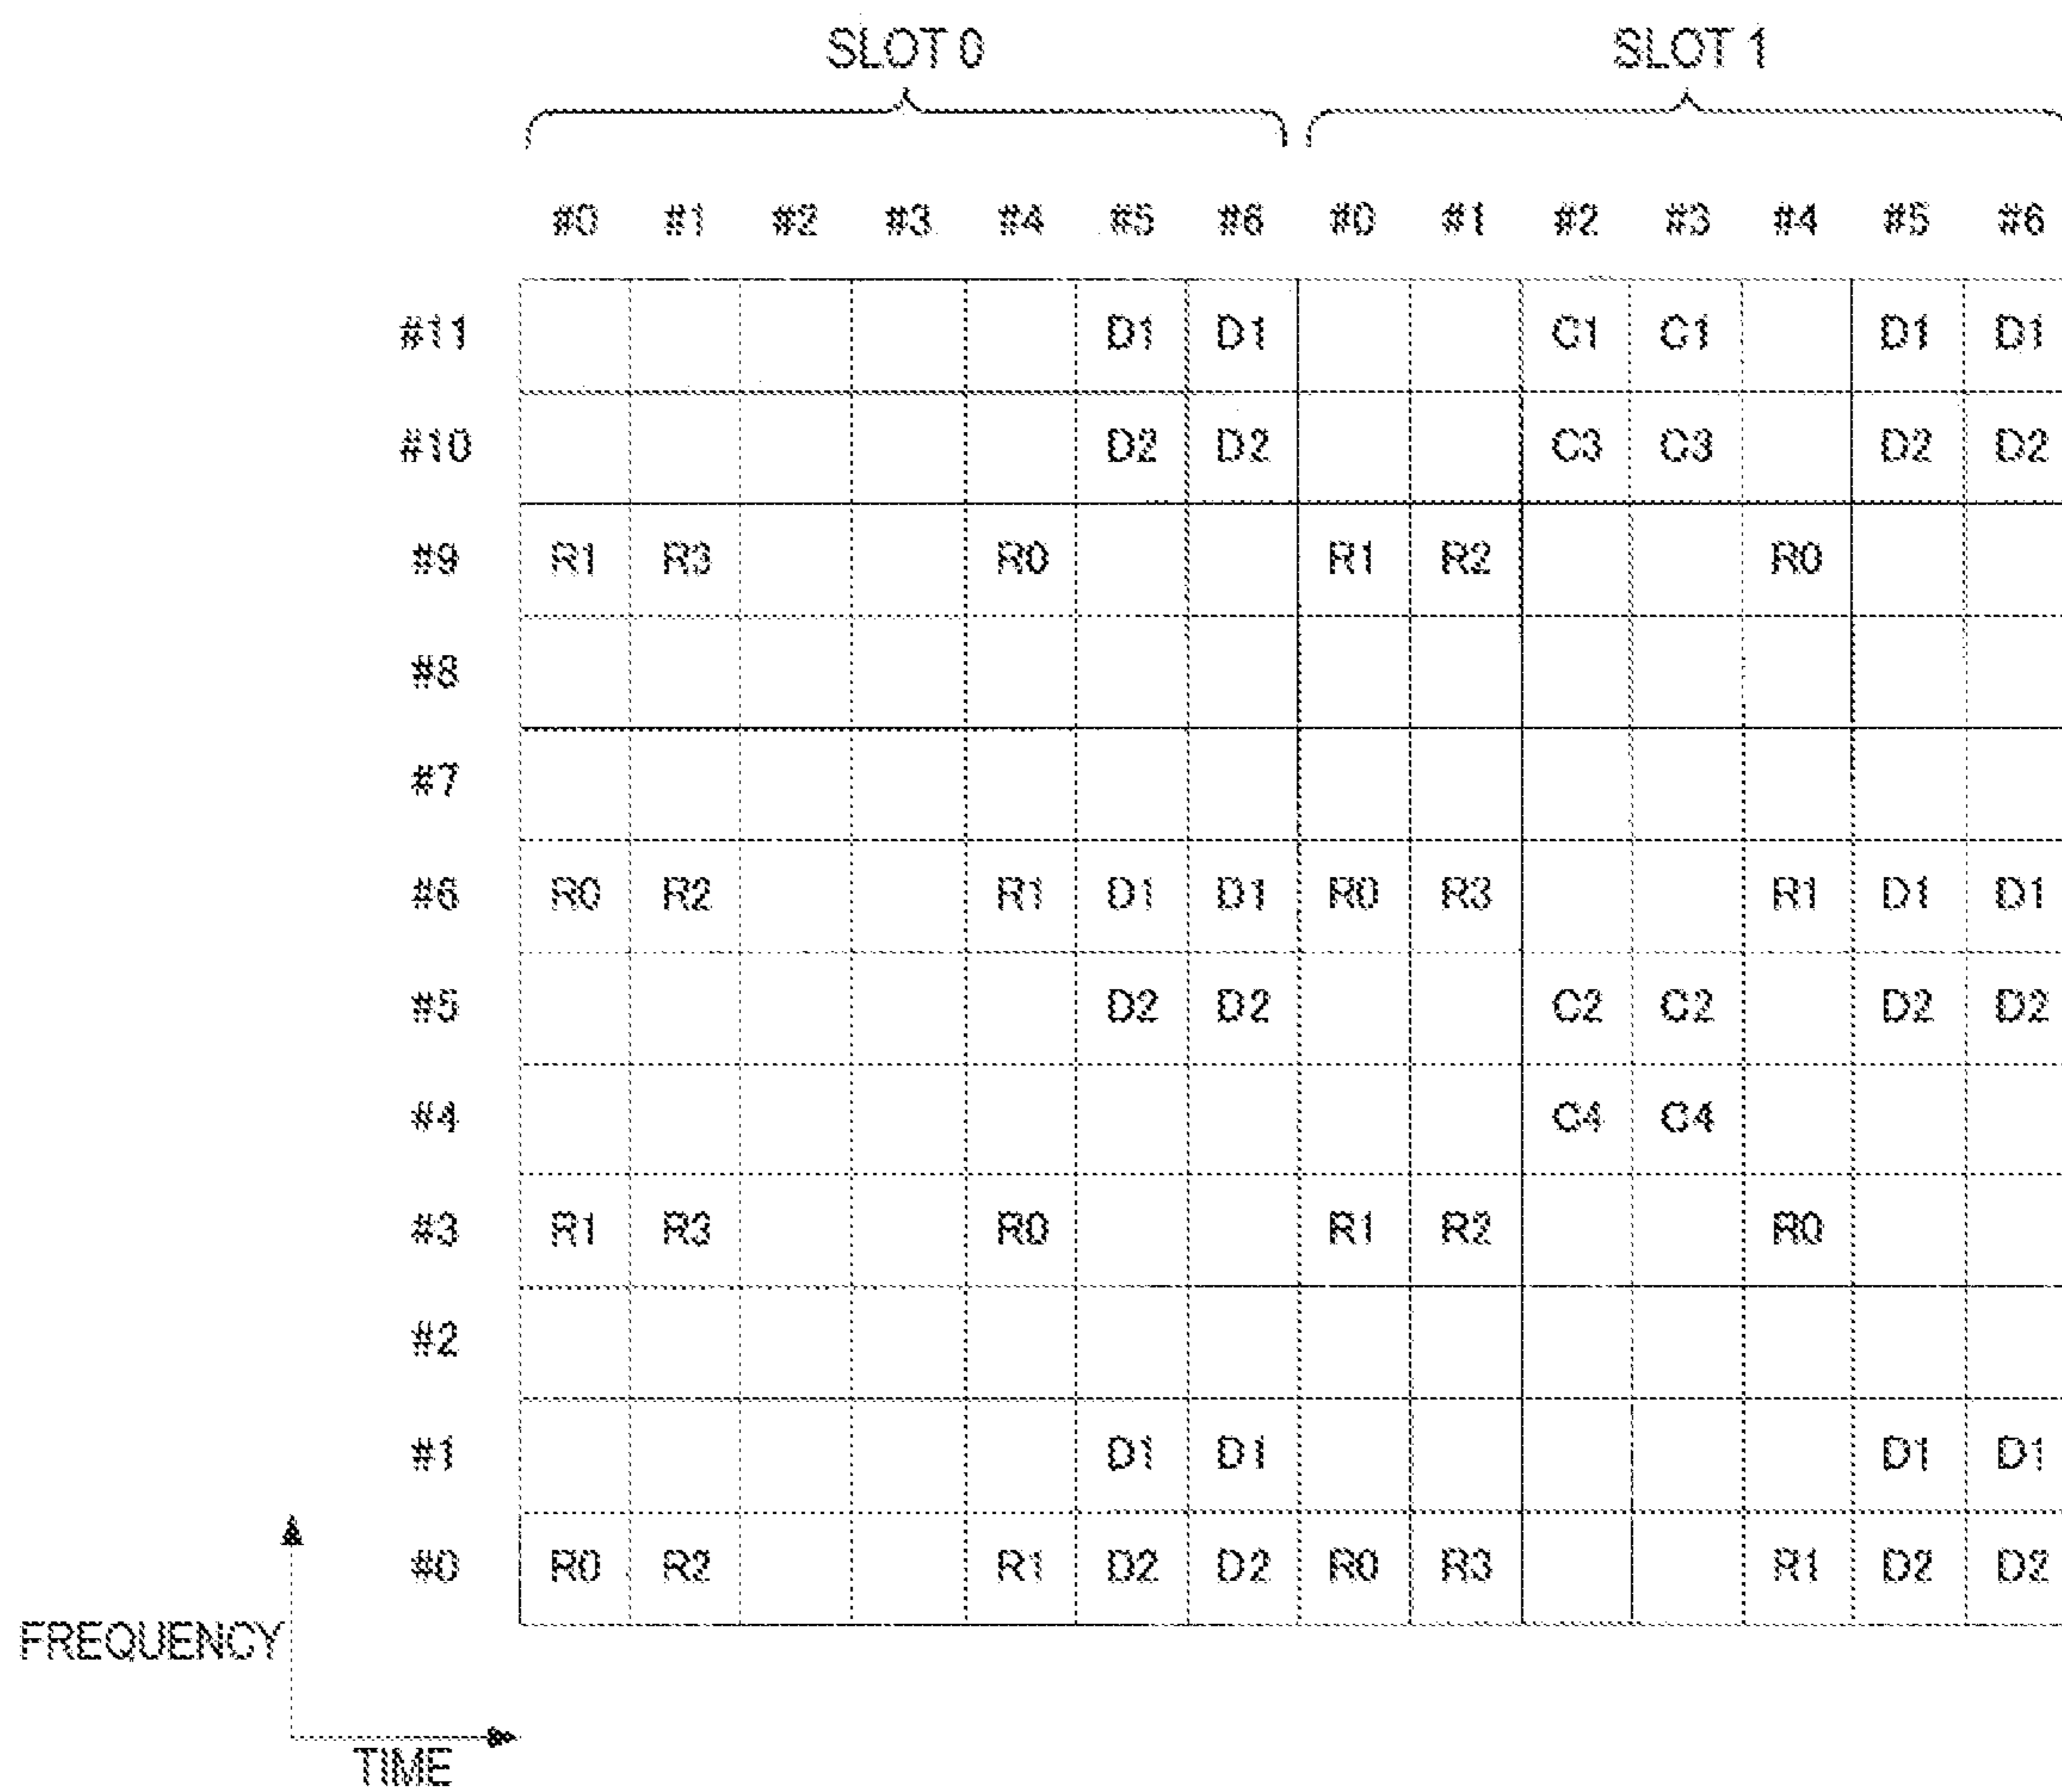 SLOT 0 SLOT 1
#0 #1 #2 #3 #4 #5 #6 #0 #1 #2 #3 #4 #5 #6
#11 D1 D1 C1 C1 D1 D1
#10 D2 D2 C3 C3 D2 D2
#9 R1 R3 R0 R1 R2 R0
#8
#7
#6 R0 R2 R1 D1 D1 R0 R3 R1 D1 D1
#5 D2 D2 C2 C2 D2 D2
#4 C4 C4
#3 R1 R3 R0 R1 R2 R0
#2
#1 D1 D1 D1 D1
#0 R0 R2 R1 D2 D2 R0 R3 R1 D2 D2
FREQUENCY
TIME